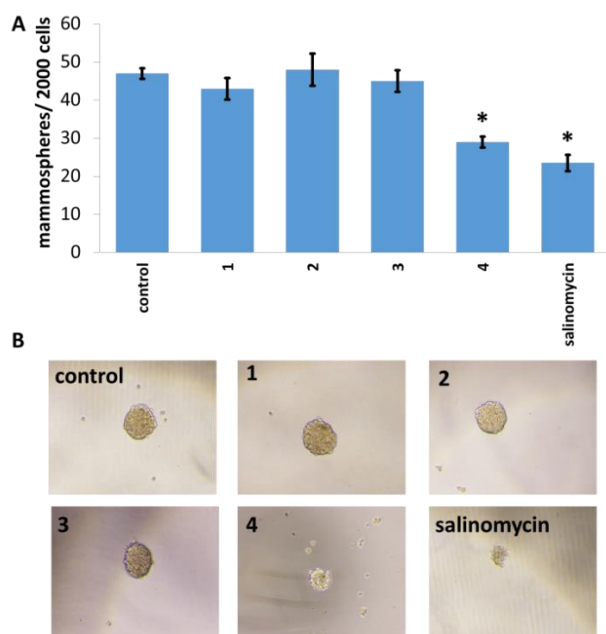 A
mammospheres/ 2000 cells
60
50
40
30
20
10
0
* *
control 1 2 3 4 salinomycin
B
control 1 2
3 4 salinomycin